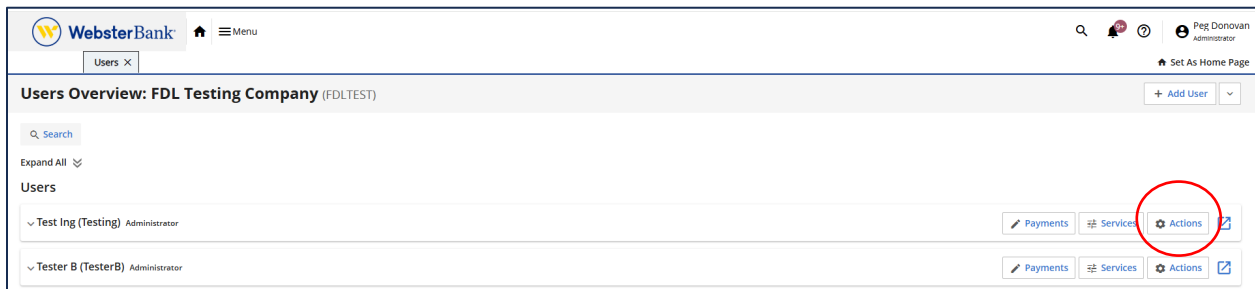 WebsterBank Menu
9+
Peg Donovan
Administrator
Users X
Set As Home Page
Users Overview: FDL Testing Company (FDLTEST)
+ Add User
Search
Expand All
Users
Test Ing (Testing) Administrator
Payments Services Actions
Tester B (TesterB) Administrator
Payments Services Actions